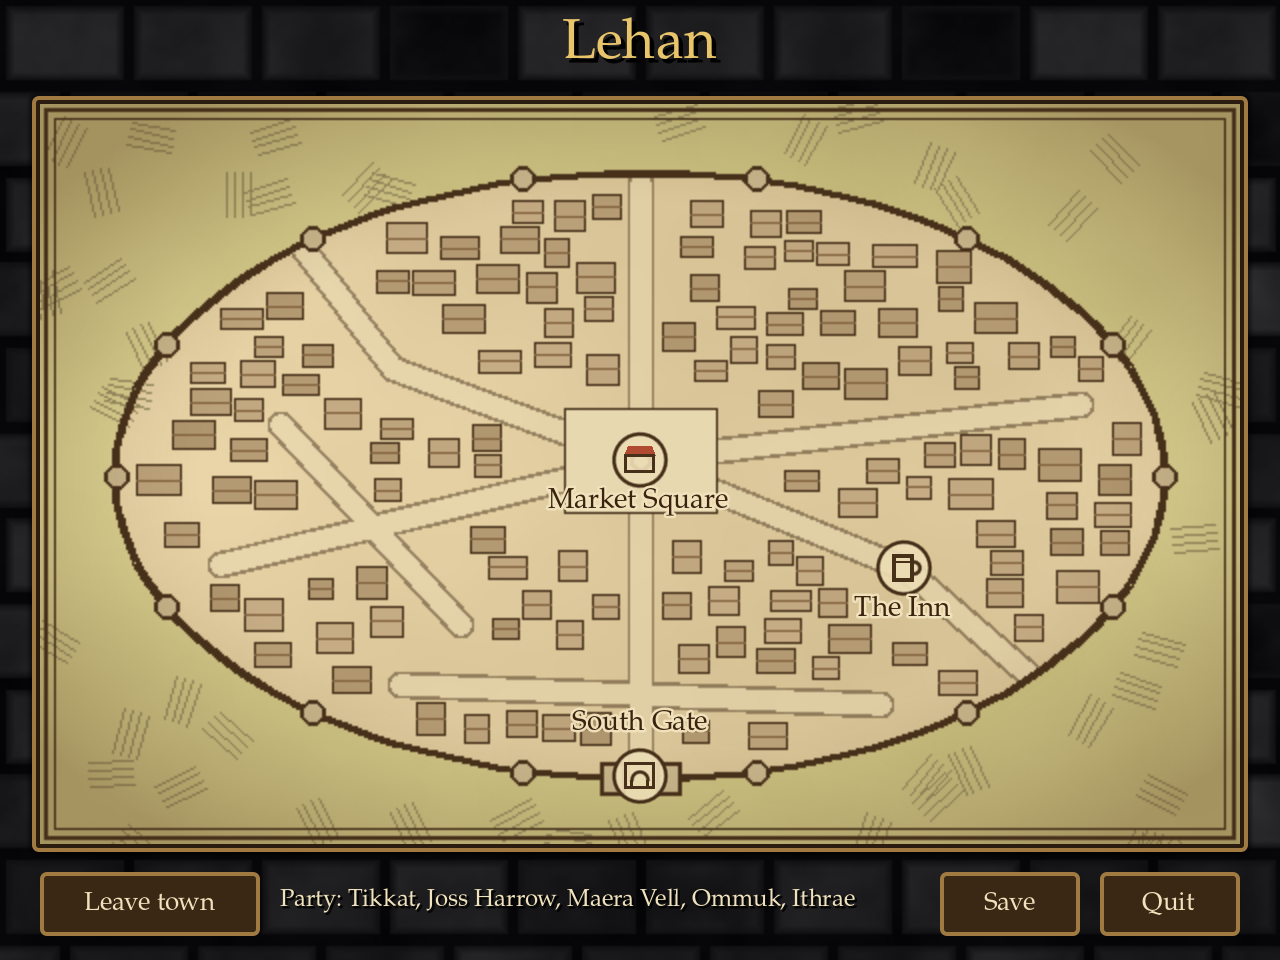 Lehan
Market Square
The Inn
South Gate
Leave town
Party: Tikkat, Joss Harrow, Maera Vell, Ommuk, Ithrae
Save
Quit